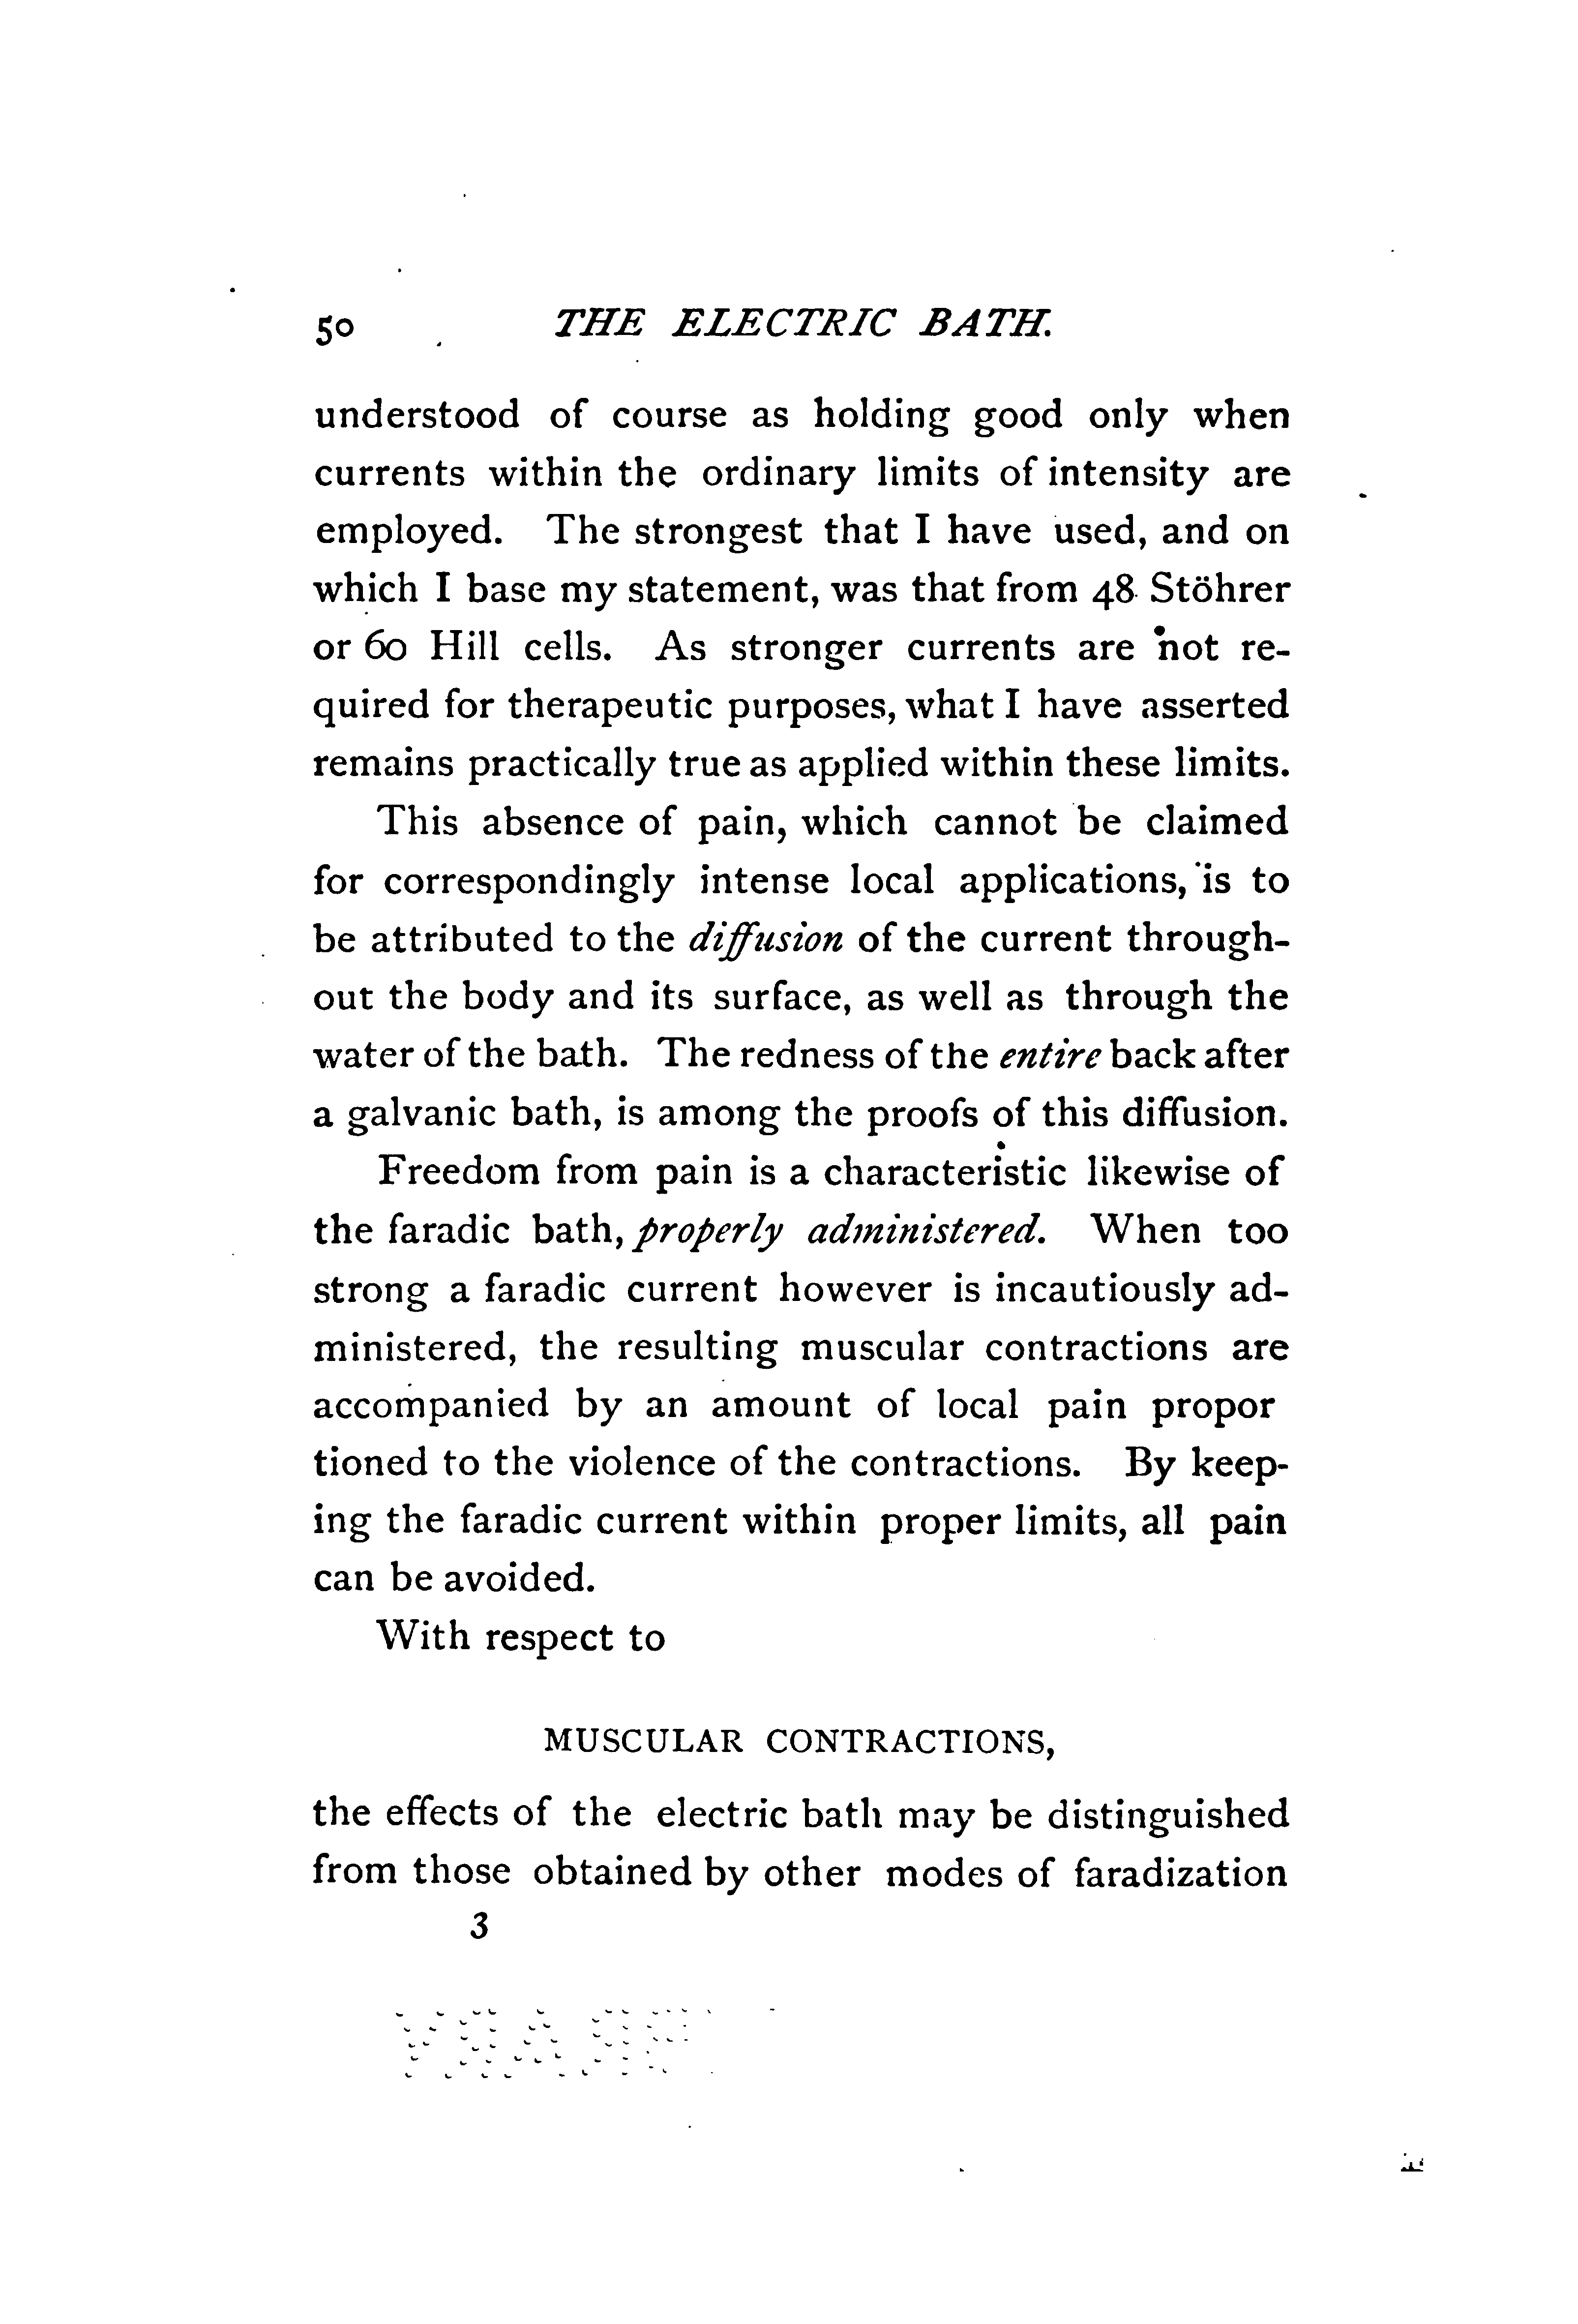 50 THE ELECTRIC BATH.
understood of course as holding good only when
currents within the ordinary limits of intensity are
employed. The strongest that I have used, and on
which I base my statement, was that from 48 Stöhrer
or 60 Hill cells. As stronger currents are not re-
quired for therapeutic purposes, what I have asserted
remains practically true as applied within these limits.
This absence of pain, which cannot be claimed
for correspondingly intense local applications, is to
be attributed to the diffusion of the current through-
out the body and its surface, as well as through the
water of the bath. The redness of the entire back after
a galvanic bath, is among the proofs of this diffusion.
Freedom from pain is a characteristic likewise of
the faradic bath, properly administered. When too
strong a faradic current however is incautiously ad-
ministered, the resulting muscular contractions are
accompanied by an amount of local pain propor
tioned to the violence of the contractions. By keep-
ing the faradic current within proper limits, all pain
can be avoided.
With respect to
MUSCULAR CONTRACTIONS,
the effects of the electric bath may be distinguished
from those obtained by other modes of faradization
3